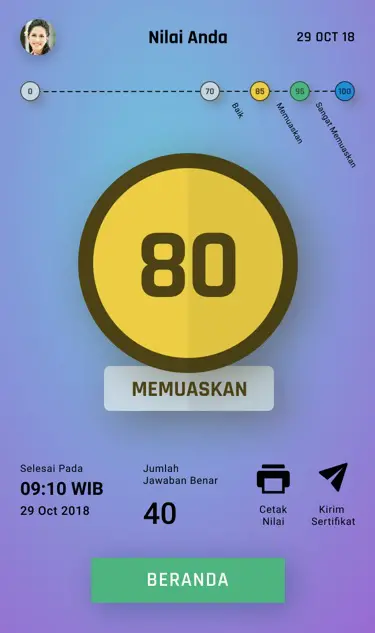 Nilai Anda
29 OCT 18
0
70
85
95
100
Baik
Memuaskan
Sangat Memuaskan
80
MEMUASKAN
Selesai Pada
09:10 WIB
29 Oct 2018
Jumlah
Jawaban Benar
40
Cetak
Nilai
Kirim
Sertifikat
BERANDA